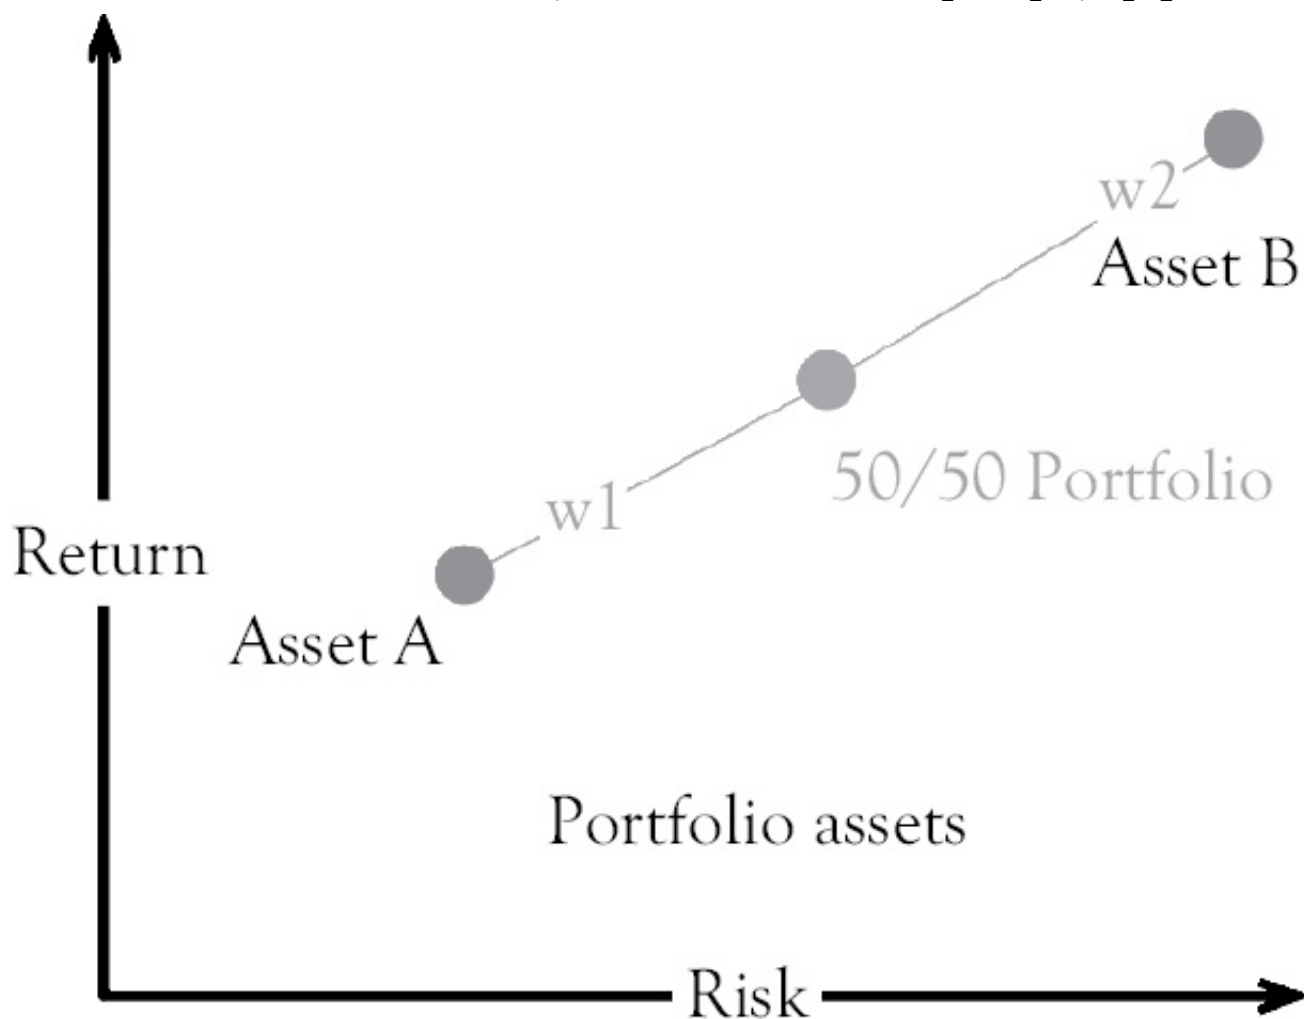 w2
Asset B
50/50 Portfolio
w1
Return
Asset A
Portfolio assets
Risk